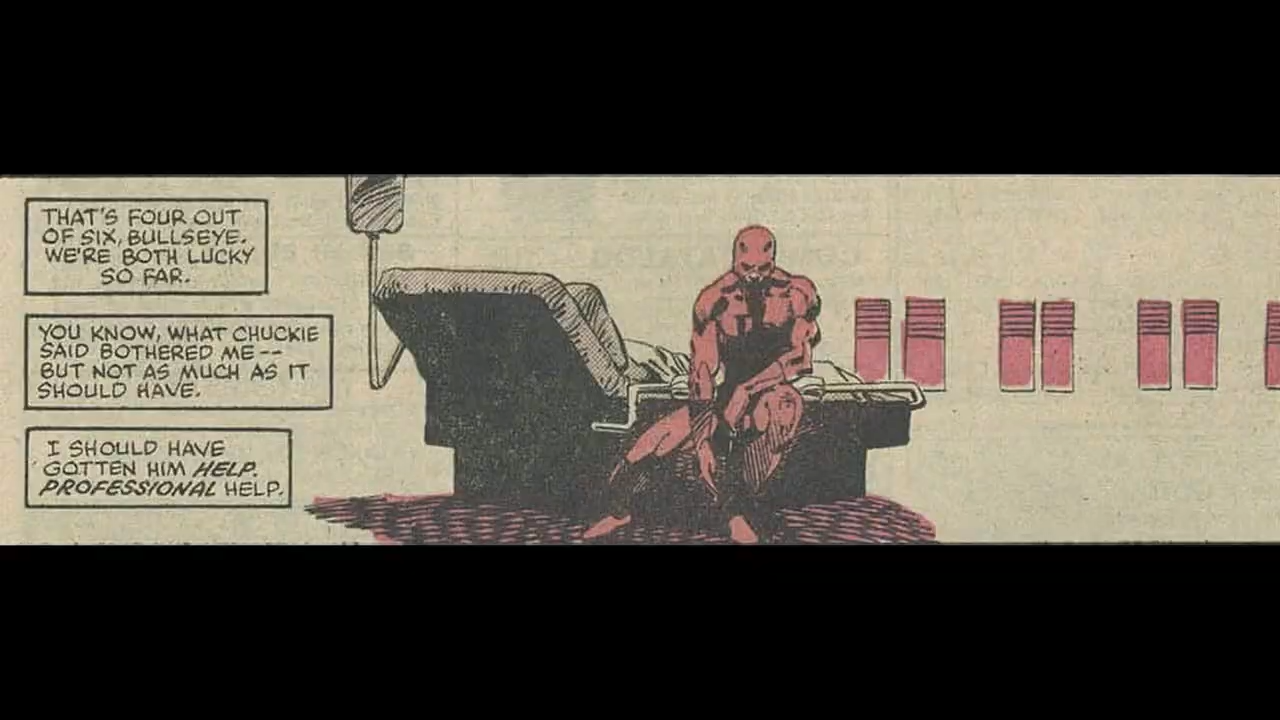 THAT'S FOUR OUT
OF SIX, BULLSEYE.
WE'RE BOTH LUCKY
SO FAR.
YOU KNOW, WHAT CHUCKIE
SAID BOTHERED ME--
BUT NOT AS MUCH AS IT
SHOULD HAVE.
I SHOULD HAVE
GOTTEN HIM HELP.
PROFESSIONAL HELP.